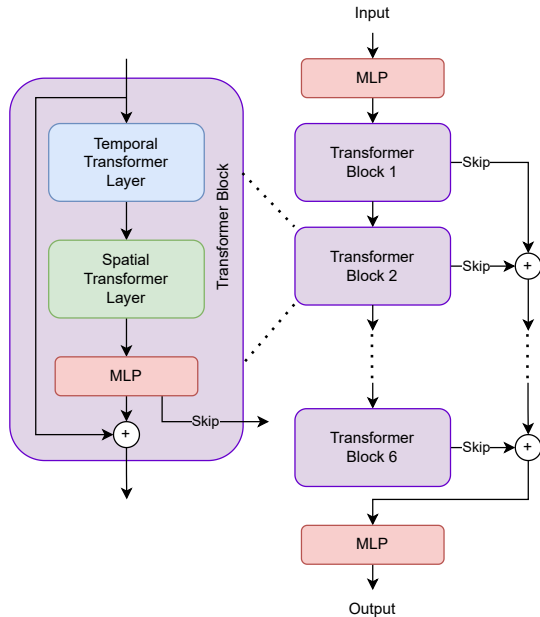 Temporal
Transformer
Layer
Spatial
Transformer
Layer
MLP
Skip
Transformer Block
Input
MLP
Transformer
Block 1
Skip
Transformer
Block 2
Skip
Transformer
Block 6
Skip
MLP
Output